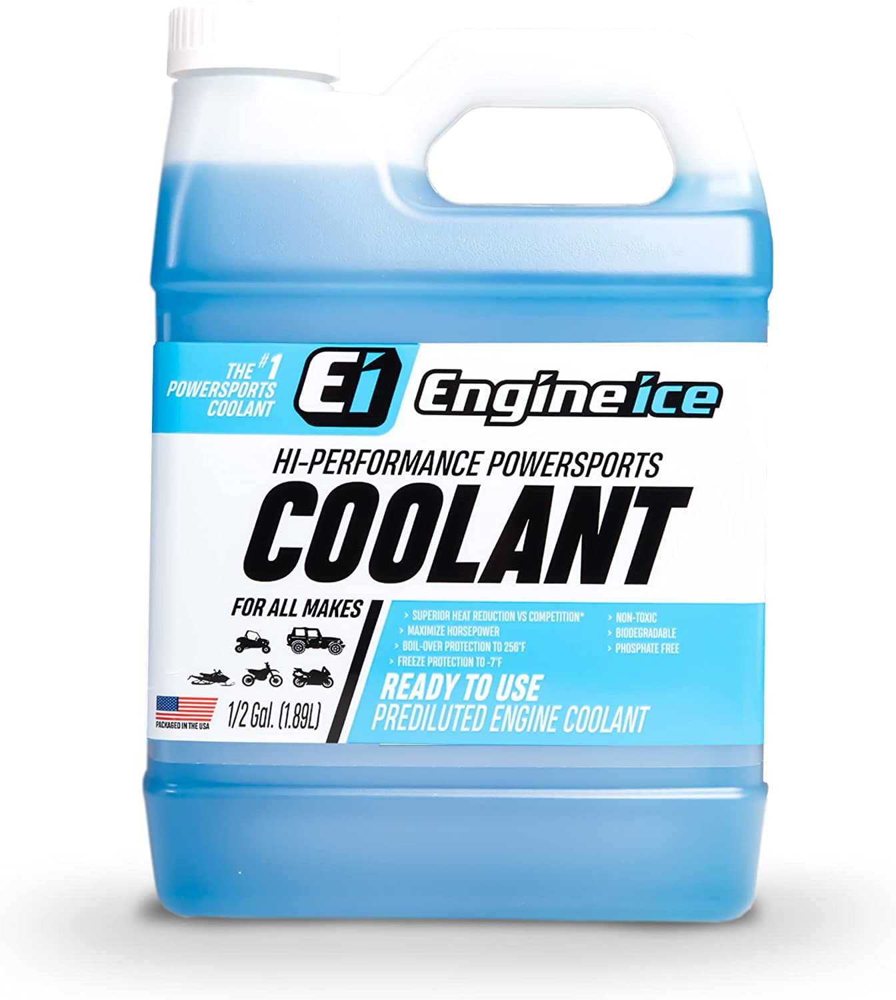 THE #1
POWERSPORTS
COOLANT
Ei
Engine ice
HI-PERFORMANCE POWERSPORTS
COOLANT
FOR ALL MAKES
> SUPERIOR HEAT REDUCTION VS COMPETITION*
> MAXIMIZE HORSEPOWER
> BOIL-OVER PROTECTION TO 256°F
> FREEZE PROTECTION TO -7°F
> NON-TOXIC
> BIODEGRADABLE
> PHOSPHATE FREE
READY TO USE
PREDILUTED ENGINE COOLANT
PACKAGED IN THE USA
1/2 Gal. (1.89L)